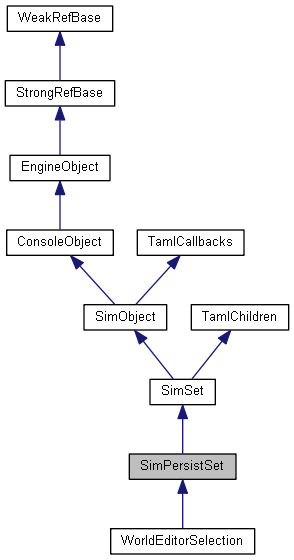 WeakRefBase
StrongRefBase
EngineObject
ConsoleObject
TamlCallbacks
SimObject
TamlChildren
SimSet
SimPersistSet
WorldEditorSelection